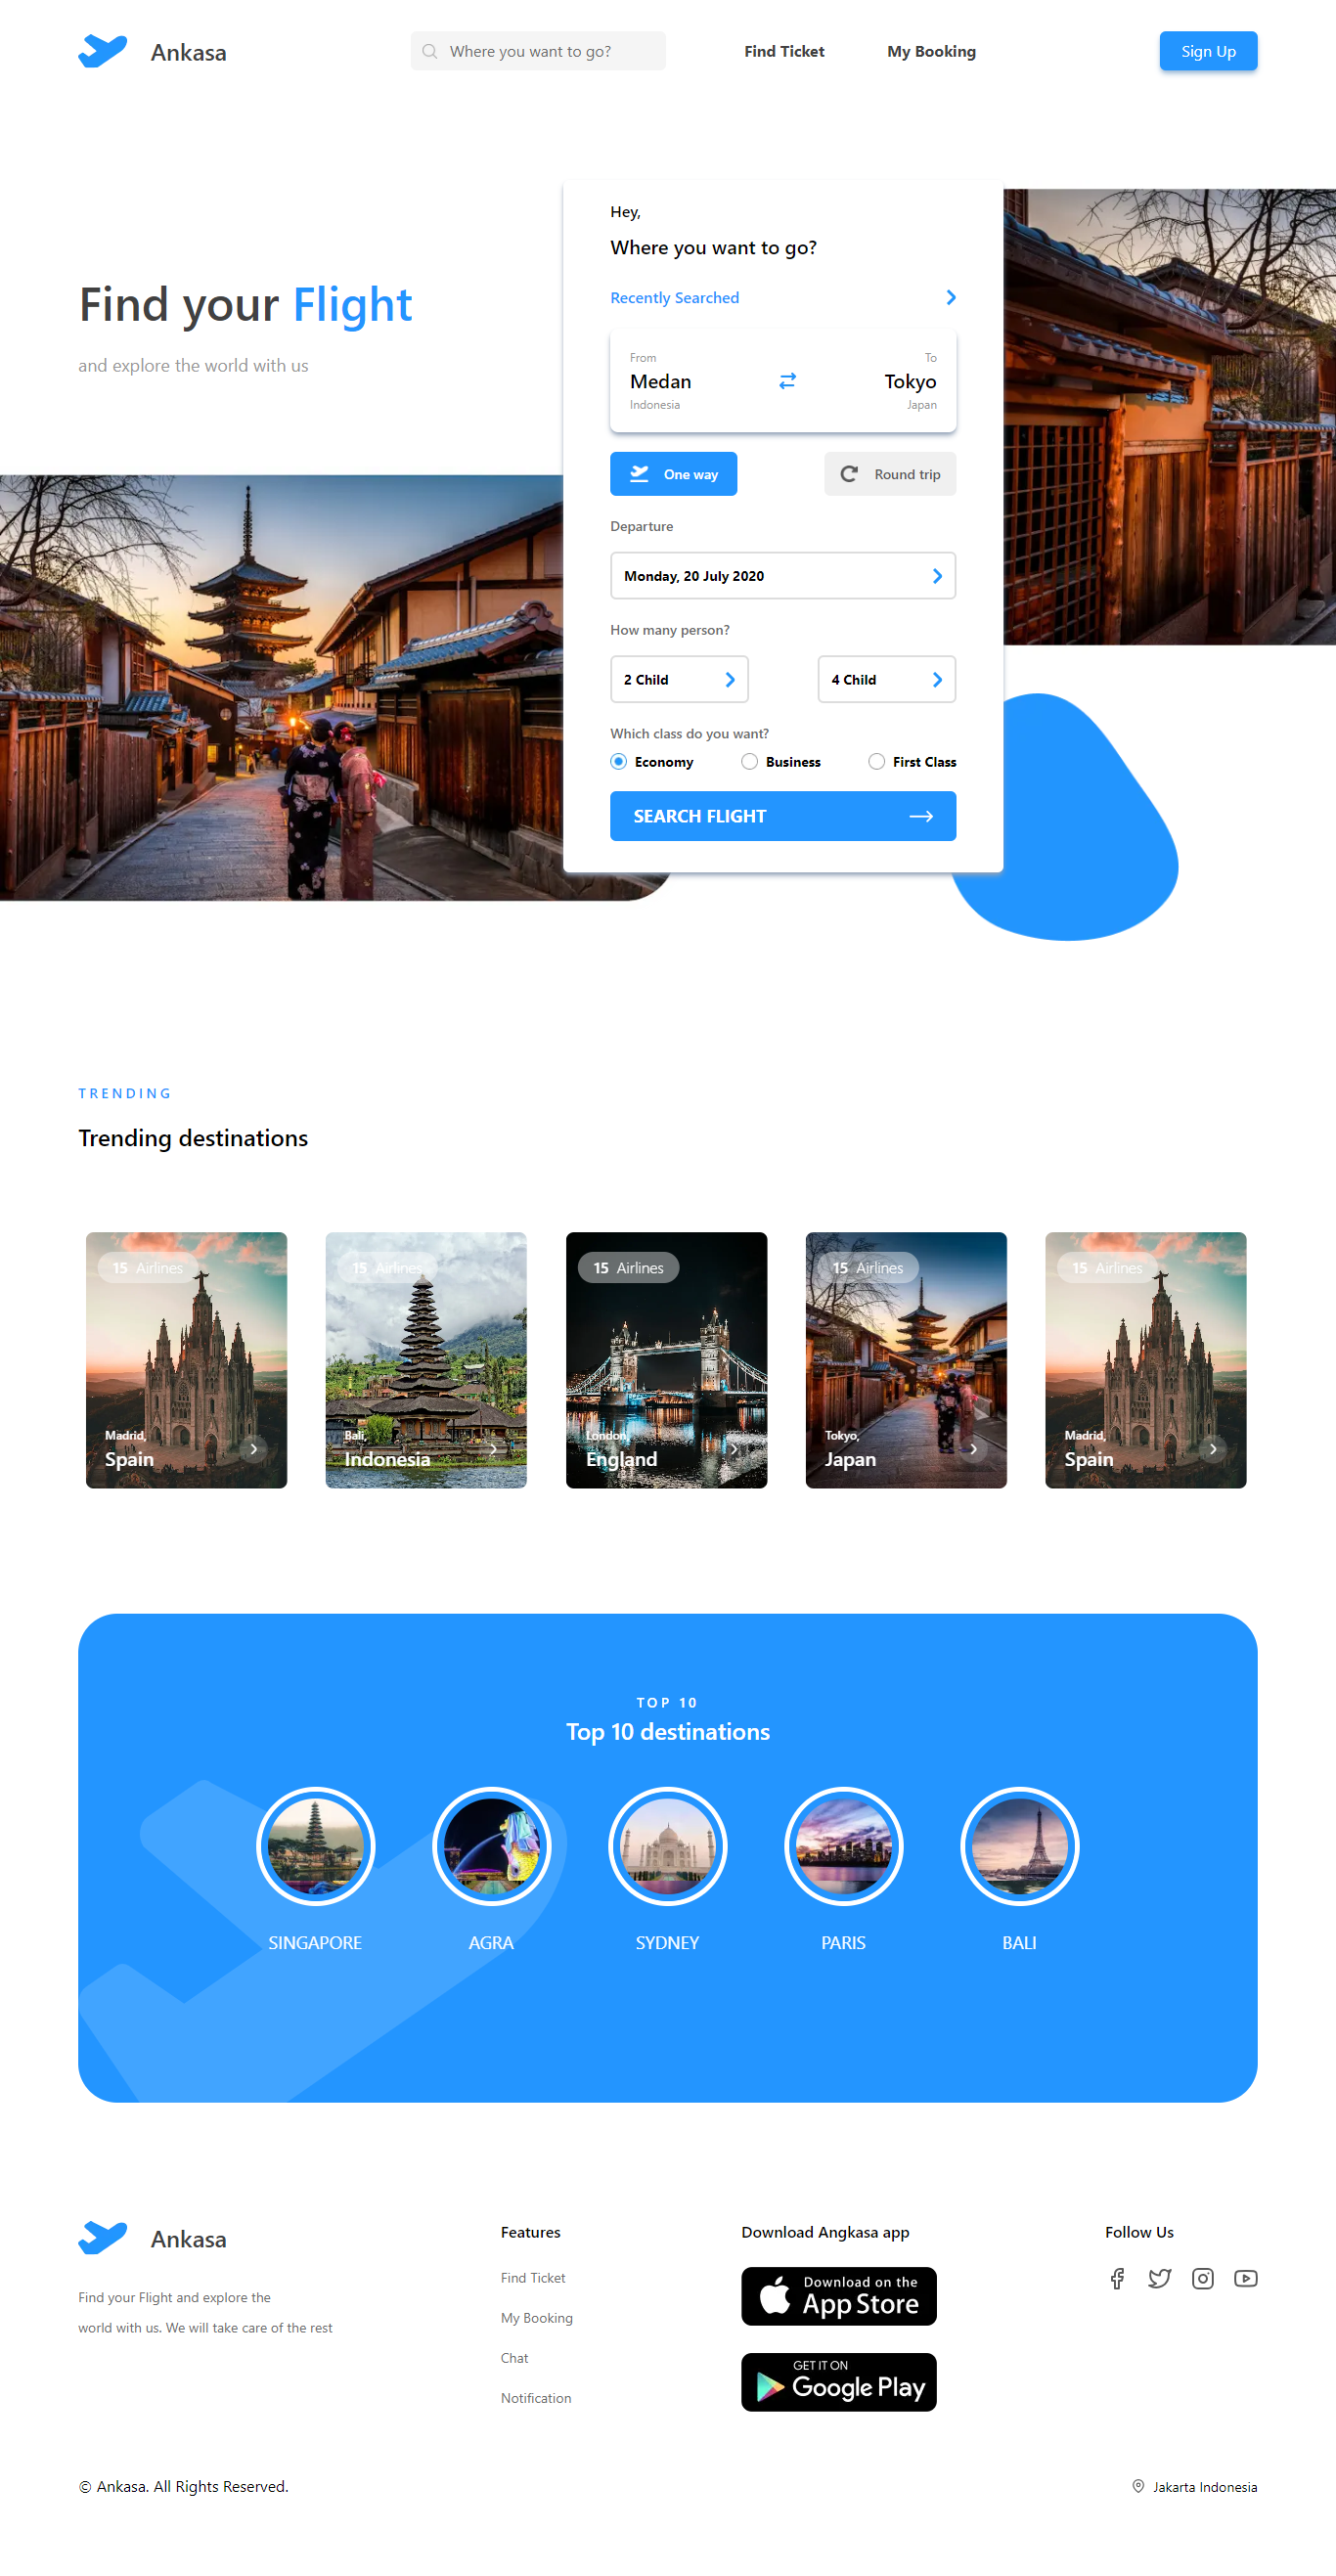 Ankasa
Where you want to go?
Find Ticket
My Booking
Sign Up
Find your Flight
and explore the world with us
Hey,
Where you want to go?
Recently Searched
From
To
Medan
Tokyo
Indonesia
Japan
One way
Round trip
Departure
Monday, 20 July 2020
How many person?
2 Child
4 Child
Which class do you want?
Economy
Business
First Class
SEARCH FLIGHT
TRENDING
Trending destinations
15 Airlines
Madrid,
Spain
15 Airlines
Bali,
Indonesia
15 Airlines
London,
England
15 Airlines
Tokyo,
Japan
15 Airlines
Madrid,
Spain
TOP 10
Top 10 destinations
SINGAPORE
AGRA
SYDNEY
PARIS
BALI
Ankasa
Find your Flight and explore the
world with us. We will take care of the rest
Features
Find Ticket
My Booking
Chat
Notification
Download Angkasa app
Download on the
App Store
GET IT ON
Google Play
Follow Us
© Ankasa. All Rights Reserved.
Jakarta Indonesia